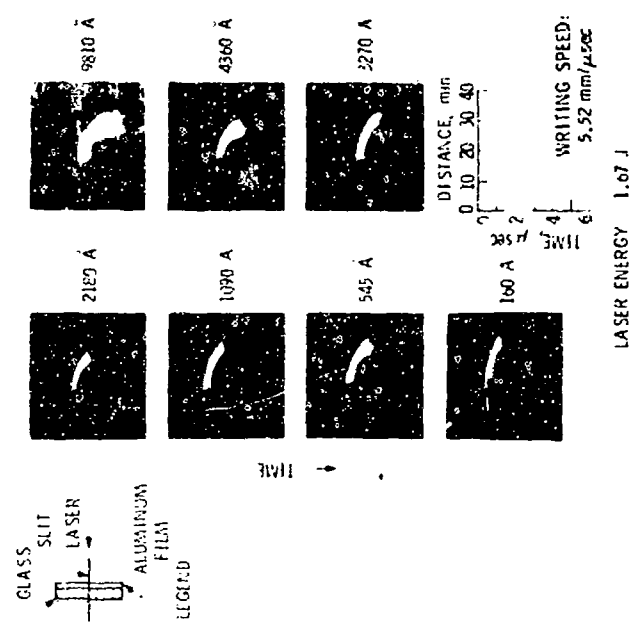 GLASS
SLIT
LASER
ALUMINUM
FILM
LEGEND
TIME
2180 Å
1090 Å
545 Å
160 Å
9810 Å
4360 Å
3270 Å
DISTANCE, mm
0 10 20 30 40
0
2
4
6
TIME, μsec
WRITING SPEED:
5.52 mm/μsec
LASER ENERGY 1.67 J